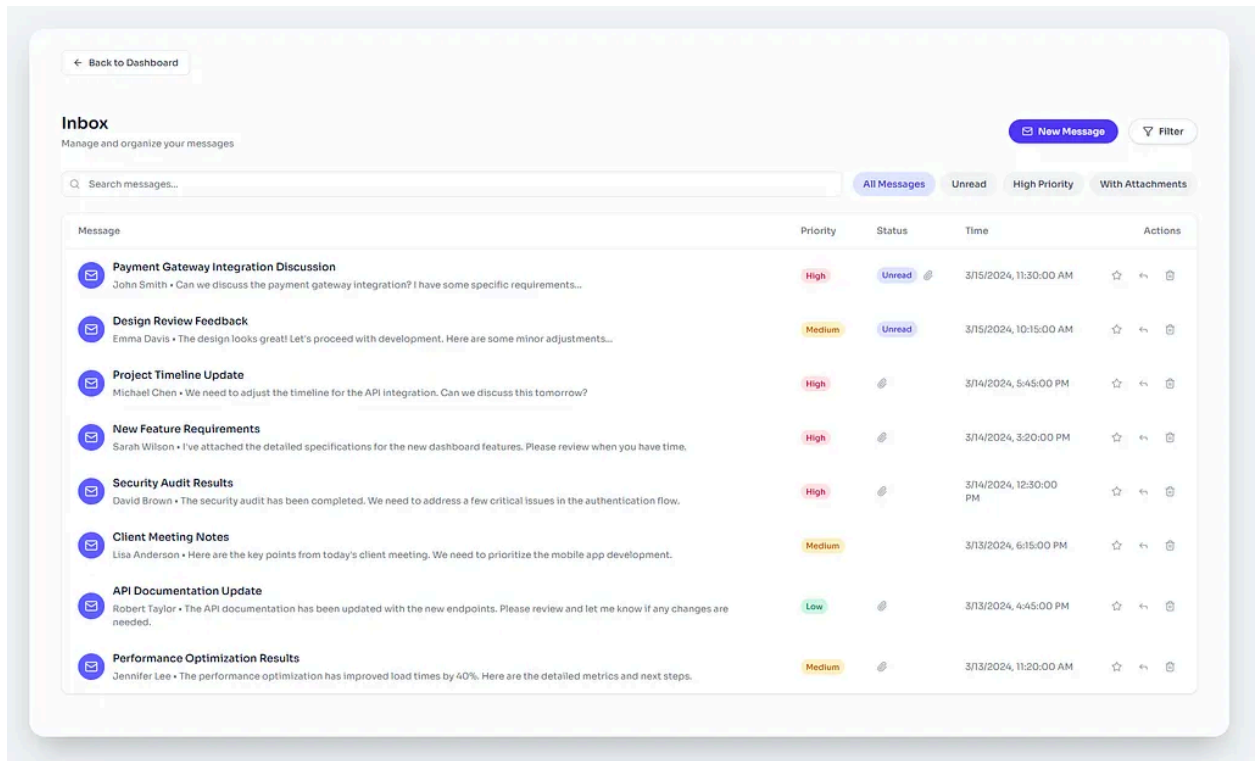 Back to Dashboard
Inbox
Manage and organize your messages
New Message
Filter
Search messages...
All Messages
Unread
High Priority
With Attachments
Message Priority Status Time Actions
Payment Gateway Integration Discussion
John Smith • Can we discuss the payment gateway integration? I have some specific requirements...
High
Unread
3/15/2024, 11:30:00 AM
Design Review Feedback
Emma Davis • The design looks great! Let's proceed with development. Here are some minor adjustments...
Medium
Unread
3/15/2024, 10:15:00 AM
Project Timeline Update
Michael Chen • We need to adjust the timeline for the API integration. Can we discuss this tomorrow?
High
3/14/2024, 5:45:00 PM
New Feature Requirements
Sarah Wilson • I've attached the detailed specifications for the new dashboard features. Please review when you have time.
High
3/14/2024, 3:20:00 PM
Security Audit Results
David Brown • The security audit has been completed. We need to address a few critical issues in the authentication flow.
High
3/14/2024, 12:30:00
PM
Client Meeting Notes
Lisa Anderson • Here are the key points from today's client meeting. We need to prioritize the mobile app development.
Medium
3/13/2024, 6:15:00 PM
API Documentation Update
Robert Taylor • The API documentation has been updated with the new endpoints. Please review and let me know if any changes are
needed.
Low
3/13/2024, 4:45:00 PM
Performance Optimization Results
Jennifer Lee • The performance optimization has improved load times by 40%. Here are the detailed metrics and next steps.
Medium
3/13/2024, 11:20:00 AM